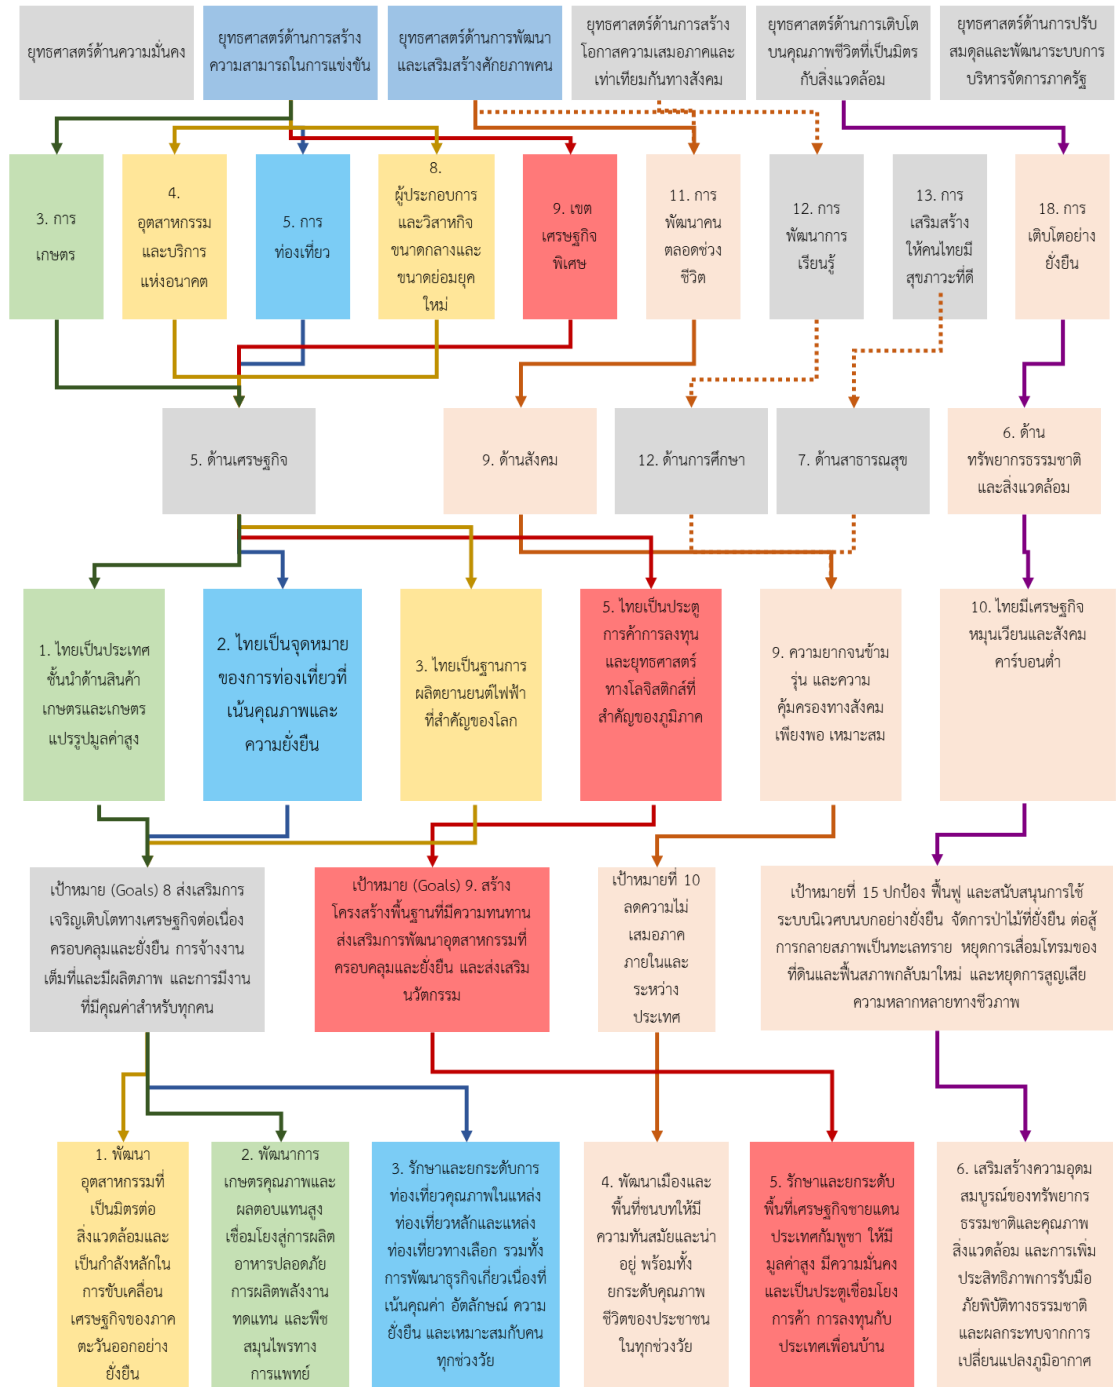 ยุทธศาสตร์ด้านความมั่นคง
ยุทธศาสตร์ด้านการสร้าง
ความสามารถในการแข่งขัน
ยุทธศาสตร์ด้านการพัฒนา
และเสริมสร้างศักยภาพคน
ยุทธศาสตร์ด้านการสร้าง
โอกาสความเสมอภาคและ
เท่าเทียมกันทางสังคม
ยุทธศาสตร์ด้านการเติบโต
บนคุณภาพชีวิตที่เป็นมิตร
กับสิ่งแวดล้อม
ยุทธศาสตร์ด้านการปรับ
สมดุลและพัฒนาระบบการ
บริหารจัดการภาครัฐ
3. การ
เกษตร
4.
อุตสาหกรรม
และบริการ
แห่งอนาคต
5. การ
ท่องเที่ยว
8.
ผู้ประกอบการ
และวิสาหกิจ
ขนาดกลางและ
ขนาดย่อมยุค
ใหม่
9. เขต
เศรษฐกิจ
พิเศษ
11. การ
พัฒนาคน
ตลอดช่วง
ชีวิต
12. การ
พัฒนาการ
เรียนรู้
13. การ
เสริมสร้าง
ให้คนไทยมี
สุขภาวะที่ดี
18. การ
เติบโตอย่าง
ยั่งยืน
5. ด้านเศรษฐกิจ
9. ด้านสังคม
12. ด้านการศึกษา
7. ด้านสาธารณสุข
6. ด้าน
ทรัพยากรธรรมชาติ
และสิ่งแวดล้อม
1. ไทยเป็นประเทศ
ชั้นนำด้านสินค้า
เกษตรและเกษตร
แปรรูปมูลค่าสูง
2. ไทยเป็นจุดหมาย
ของการท่องเที่ยวที่
เน้นคุณภาพและ
ความยั่งยืน
3. ไทยเป็นฐานการ
ผลิตยานยนต์ไฟฟ้า
ที่สำคัญของโลก
5. ไทยเป็นประตู
การค้าการลงทุน
และยุทธศาสตร์
ทางโลจิสติกส์ที่
สำคัญของภูมิภาค
9. ความยากจนข้าม
รุ่น และความ
คุ้มครองทางสังคม
เพียงพอ เหมาะสม
10. ไทยมีเศรษฐกิจ
หมุนเวียนและสังคม
คาร์บอนต่ำ
เป้าหมาย (Goals) 8 ส่งเสริมการ
เจริญเติบโตทางเศรษฐกิจต่อเนื่อง
ครอบคลุมและยั่งยืน การจ้างงาน
เต็มที่และมีผลิตภาพ และการมีงาน
ที่มีคุณค่าสำหรับทุกคน
เป้าหมาย (Goals) 9. สร้าง
โครงสร้างพื้นฐานที่มีความทนทาน
ส่งเสริมการพัฒนาอุตสาหกรรมที่
ครอบคลุมและยั่งยืน และส่งเสริม
นวัตกรรม
เป้าหมายที่ 10
ลดความไม่
เสมอภาค
ภายในและ
ระหว่าง
ประเทศ
เป้าหมายที่ 15 ปกป้อง ฟื้นฟู และสนับสนุนการใช้
ระบบนิเวศบนบกอย่างยั่งยืน จัดการป่าไม้ที่ยั่งยืน ต่อสู้
การกลายสภาพเป็นทะเลทราย หยุดการเสื่อมโทรมของ
ที่ดินและฟื้นสภาพกลับมาใหม่ และหยุดการสูญเสีย
ความหลากหลายทางชีวภาพ
1. พัฒนา
อุตสาหกรรมที่
เป็นมิตรต่อ
สิ่งแวดล้อมและ
เป็นกำลังหลักใน
การขับเคลื่อน
เศรษฐกิจของภาค
ตะวันออกอย่าง
ยั่งยืน
2. พัฒนาการ
เกษตรคุณภาพและ
ผลตอบแทนสูง
เชื่อมโยงสู่การผลิต
อาหารปลอดภัย
การผลิตพลังงาน
ทดแทน และพืช
สมุนไพรทาง
การแพทย์
3. รักษาและยกระดับการ
ท่องเที่ยวคุณภาพในแหล่ง
ท่องเที่ยวหลักและแหล่ง
ท่องเที่ยวทางเลือก รวมทั้ง
การพัฒนาธุรกิจเกี่ยวเนื่องที่
เน้นคุณค่า อัตลักษณ์ ความ
ยั่งยืน และเหมาะสมกับคน
ทุกช่วงวัย
4. พัฒนาเมืองและ
พื้นที่ชนบทให้มี
ความทันสมัยและน่า
อยู่ พร้อมทั้ง
ยกระดับคุณภาพ
ชีวิตของประชาชน
ในทุกช่วงวัย
5. รักษาและยกระดับ
พื้นที่เศรษฐกิจชายแดน
ประเทศกัมพูชา ให้มี
มูลค่าสูง มีความมั่นคง
และเป็นประตูเชื่อมโยง
การค้า การลงทุนกับ
ประเทศเพื่อนบ้าน
6. เสริมสร้างความอุดม
สมบูรณ์ของทรัพยากร
ธรรมชาติและคุณภาพ
สิ่งแวดล้อม และการเพิ่ม
ประสิทธิภาพการรับมือ
ภัยพิบัติทางธรรมชาติ
และผลกระทบจากการ
เปลี่ยนแปลงภูมิอากาศ